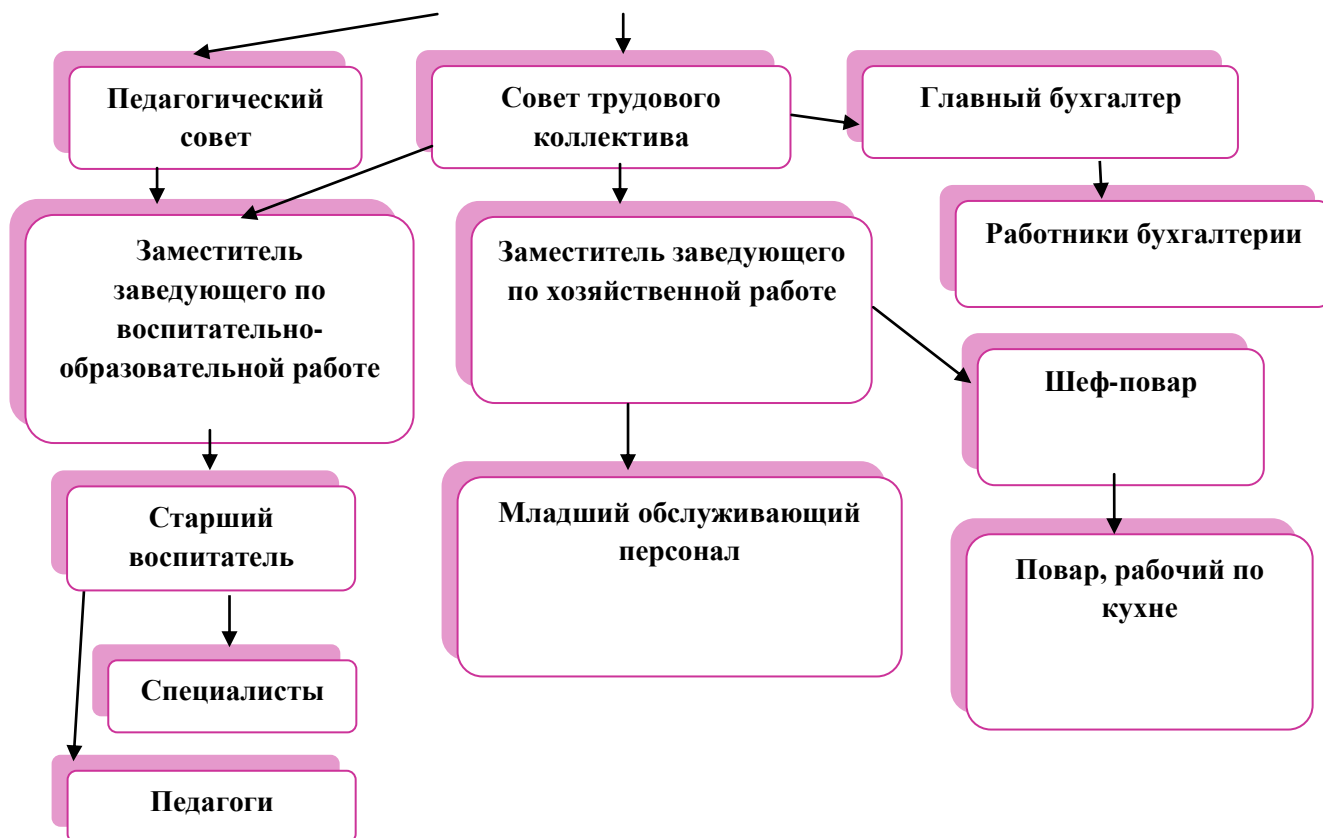 Педагогический
совет
Совет трудового
коллектива
Главный бухгалтер
Работники бухгалтерии
Заместитель
заведующего по
воспитательно-
образовательной работе
Заместитель заведующего
по хозяйственной работе
Шеф-повар
Старший
воспитатель
Младший обслуживающий
персонал
Повар, рабочий по
кухне
Специалисты
Педагоги